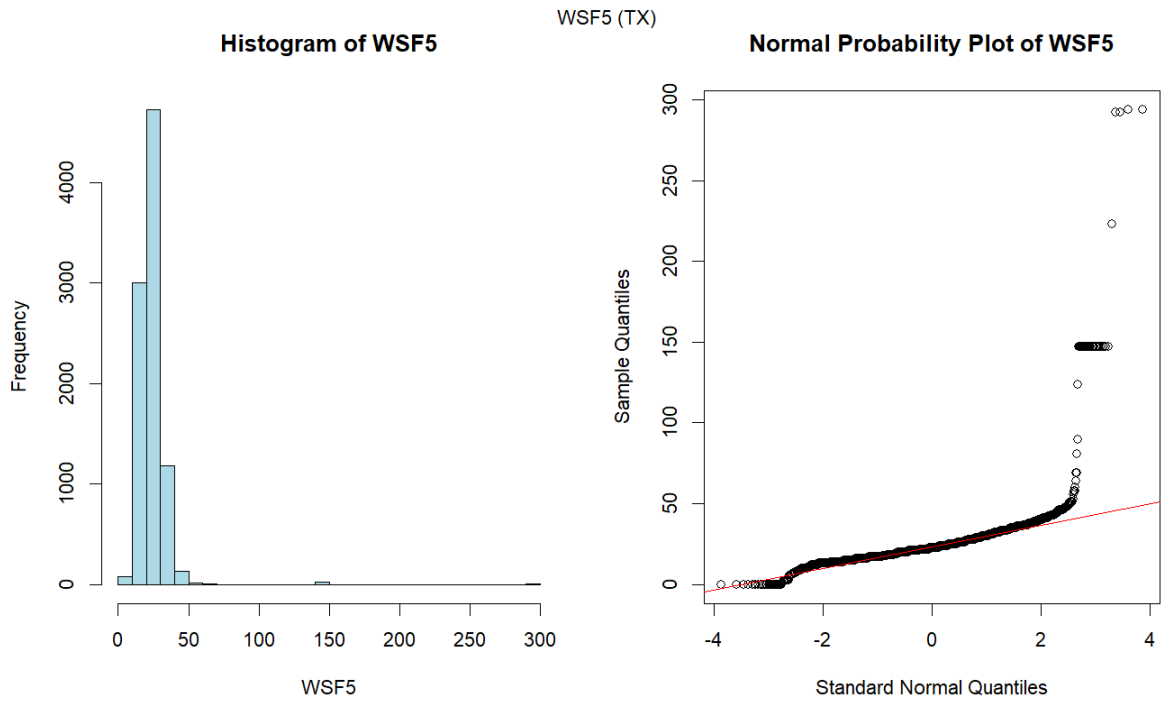 WSF5 (TX)
Histogram of WSF5
Frequency
4000
3000
2000
1000
0
0 50 100 150 200 250 300
WSF5
Normal Probability Plot of WSF5
Sample Quantiles
300
250
200
150
100
50
0
-4 -2 0 2 4
Standard Normal Quantiles